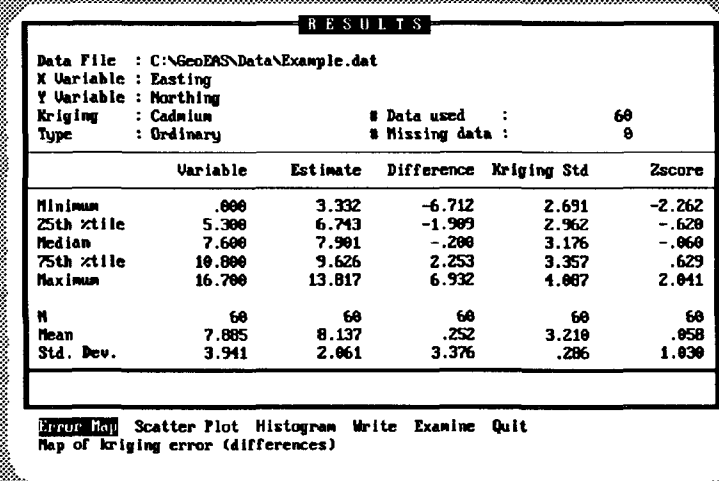 RESULTS
Data File : C:\GeoEAS\Data\Example.dat
X Variable : Easting
Y Variable : Northing
Kriging : Cadmium # Data used : 60
Type : Ordinary # Missing data : 0
Variable Estimate Difference Kriging Std Zscore
Minimum .000 3.332 -6.712 2.691 -2.262
25th %tile 5.300 6.743 -1.909 2.962 -.620
Median 7.600 7.901 -.200 3.176 -.060
75th %tile 10.800 9.626 2.253 3.357 .629
Maximum 16.700 13.817 6.932 4.087 2.041
N 60 60 60 60 60
Mean 7.885 8.137 .252 3.210 .058
Std. Dev. 3.941 2.061 3.376 .286 1.030
Error Map Scatter Plot Histogram Write Examine Quit
Map of kriging error (differences)